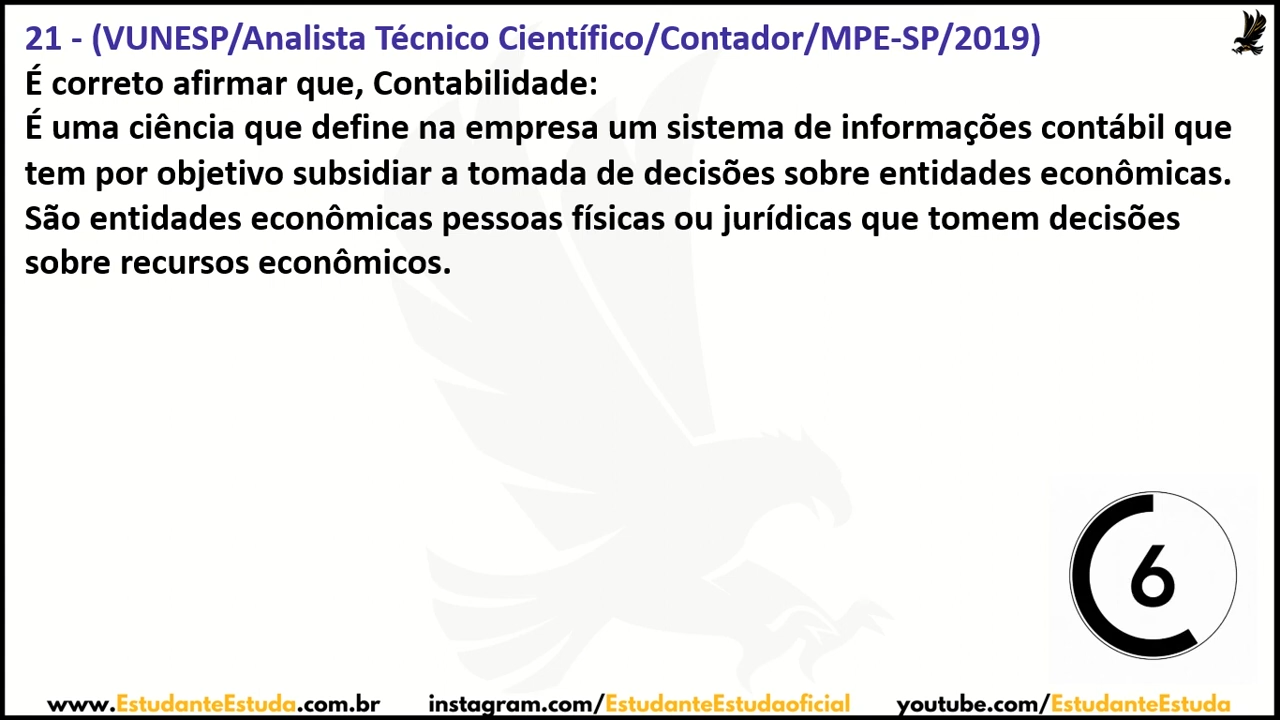 21 - (VUNESP/Analista Técnico Científico/Contador/MPE-SP/2019)
É correto afirmar que, Contabilidade:
É uma ciência que define na empresa um sistema de informações contábil que
tem por objetivo subsidiar a tomada de decisões sobre entidades econômicas.
São entidades econômicas pessoas físicas ou jurídicas que tomem decisões
sobre recursos econômicos.
6
www.EstudanteEstuda.com.br instagram.com/EstudanteEstudaoficial youtube.com/EstudanteEstuda